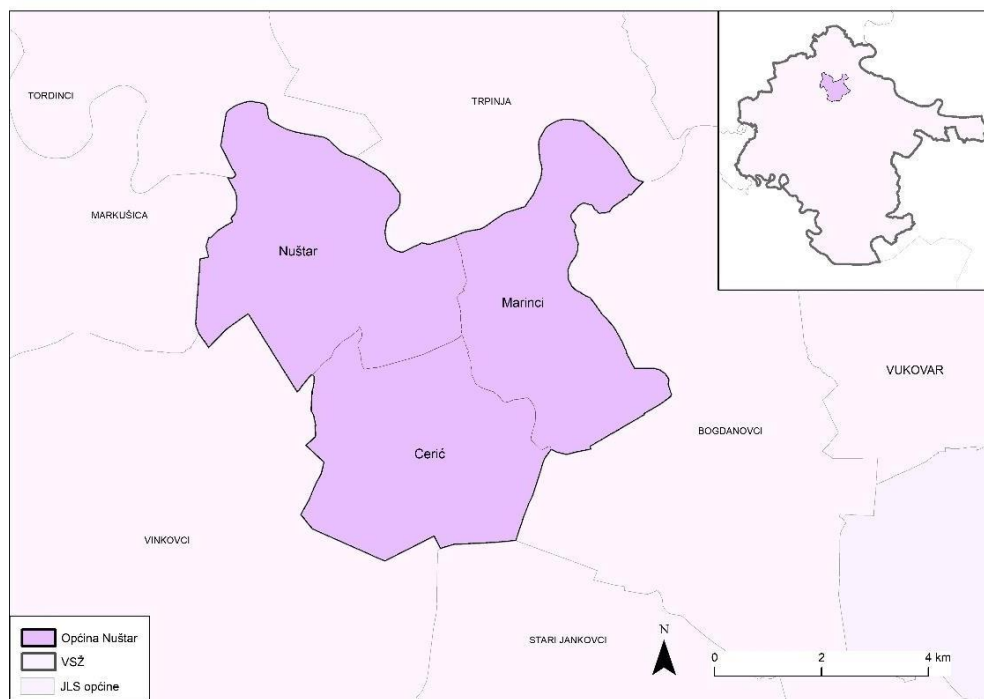 TORDINCI
TRPINJA
MARKUŠICA
Nuštar
Marinci
VUKOVAR
BOGDANOVCI
Cerić
VINKOVCI
STARI JANKOVCI
N
0 2 4 km
Općina Nuštar
VSŽ
JLS općine